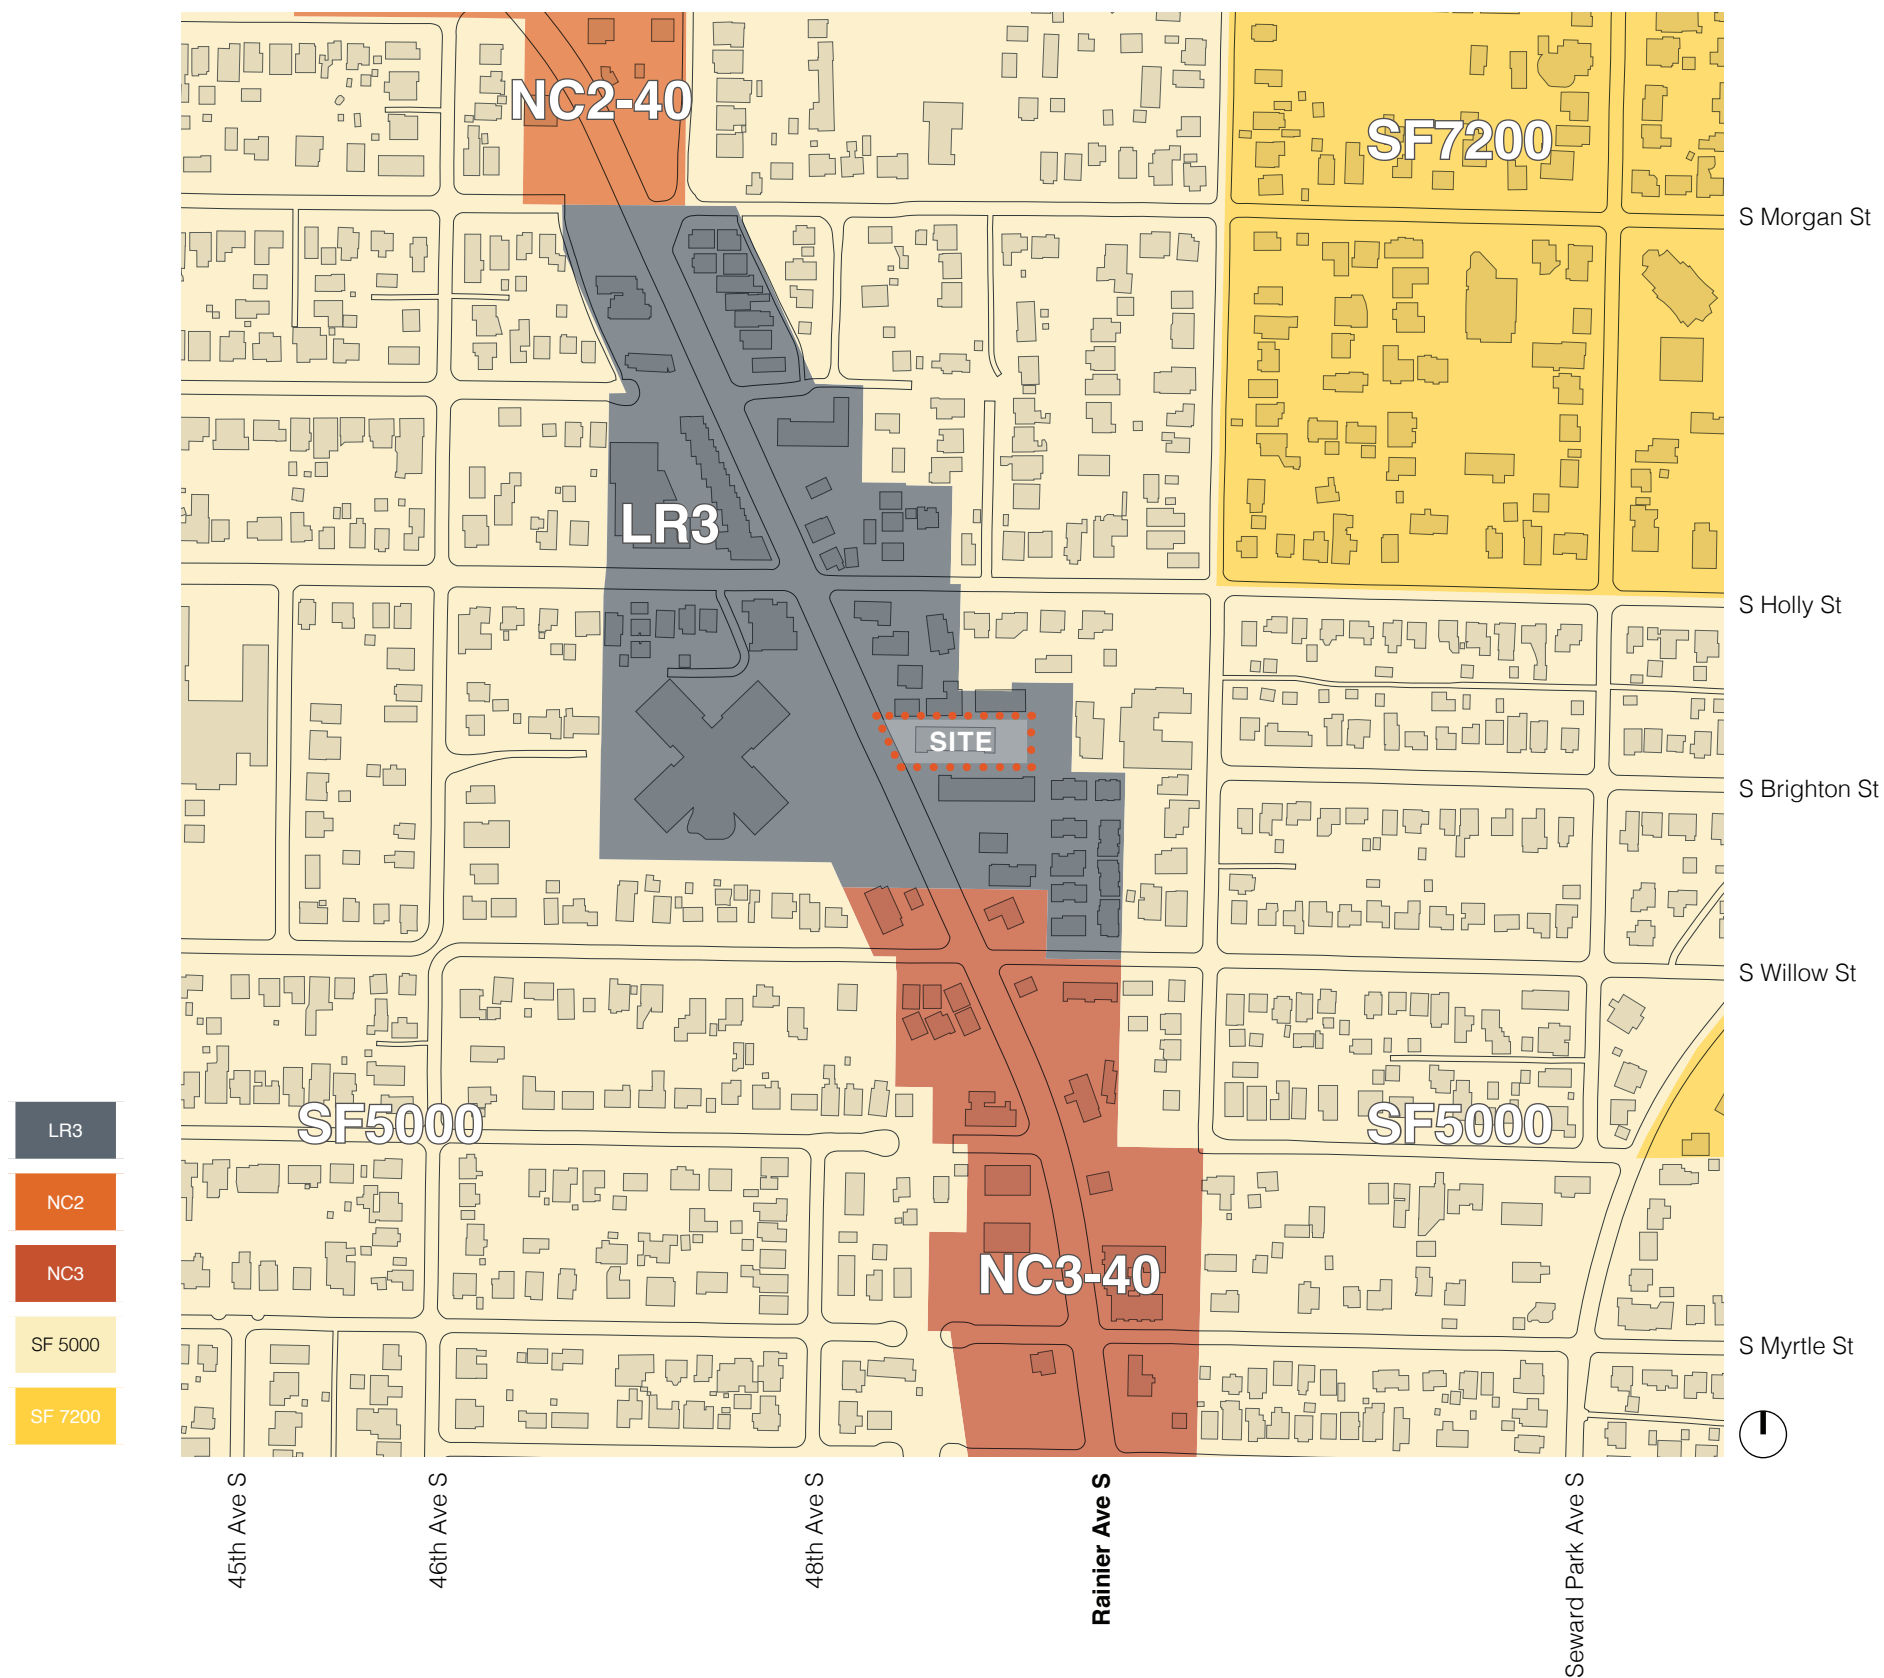 NC2-40
SF7200
S Morgan St
LR3
S Holly St
SITE
S Brighton St
S Willow St
SF5000
SF5000
NC3-40
S Myrtle St
LR3
NC2
NC3
SF 5000
SF 7200
45th Ave S
46th Ave S
48th Ave S
Rainier Ave S
Seward Park Ave S